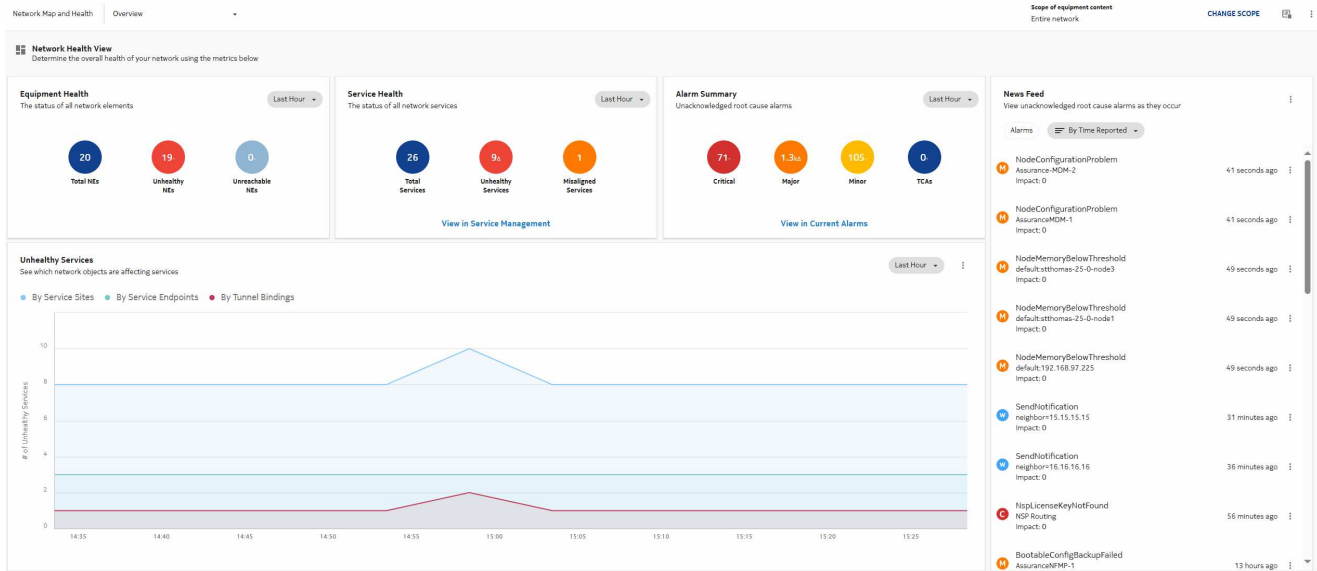 Network Map and Health
Overview
Scope of equipment content
Entire network
CHANGE SCOPE
Network Health View
Determine the overall health of your network using the metrics below
Equipment Health
The status of all network elements
Last Hour
20
Total NEs
19-
Unhealthy
NEs
0-
Unreachable
NEs
Service Health
The status of all network services
Last Hour
26
Total
Services
9Δ
Unhealthy
Services
1
Misaligned
Services
View in Service Management
Alarm Summary
Unacknowledged root cause alarms
Last Hour
71-
Critical
1.3kΔ
Major
105-
Minor
0-
TCAs
View in Current Alarms
Unhealthy Services
See which network objects are affecting services
Last Hour
By Service Sites
By Service Endpoints
By Tunnel Bindings
# of Unhealthy Services
10
8
6
4
2
0
14:35
14:40
14:45
14:50
14:55
15:00
15:05
15:10
15:15
15:20
15:25
News Feed
View unacknowledged root cause alarms as they occur
Alarms
By Time Reported
M
NodeConfigurationProblem
Assurance-MDM-2
Impact: 0
41 seconds ago
M
NodeConfigurationProblem
AssuranceMDM-1
Impact: 0
41 seconds ago
M
NodeMemoryBelowThreshold
default:stthomas-25-0-node3
Impact: 0
49 seconds ago
M
NodeMemoryBelowThreshold
default:stthomas-25-0-node1
Impact: 0
49 seconds ago
M
NodeMemoryBelowThreshold
default:192.168.97.225
Impact: 0
49 seconds ago
W
SendNotification
neighbor=15.15.15.15
Impact: 0
31 minutes ago
W
SendNotification
neighbor=16.16.16.16
Impact: 0
36 minutes ago
C
NspLicenseKeyNotFound
NSP Routing
Impact: 0
56 minutes ago
M
BootableConfigBackupFailed
AssuranceNFMP-1
13 hours ago